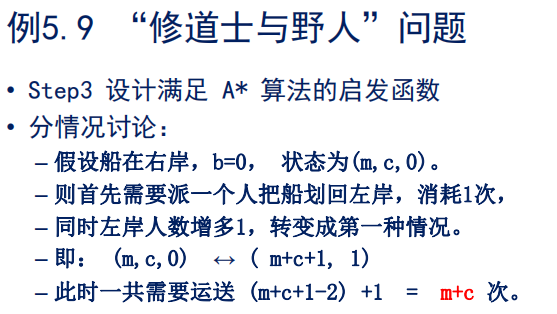 例5.9 “修道士与野人”问题
• Step3 设计满足 A* 算法的启发函数
• 分情况讨论:
– 假设船在右岸，b=0， 状态为(m,c,0)。
– 则首先需要派一个人把船划回左岸，消耗1次，
– 同时左岸人数增多1，转变成第一种情况。
– 即： (m,c,0) ↔ ( m+c+1, 1)
– 此时一共需要运送 (m+c+1-2) +1 = m+c 次。